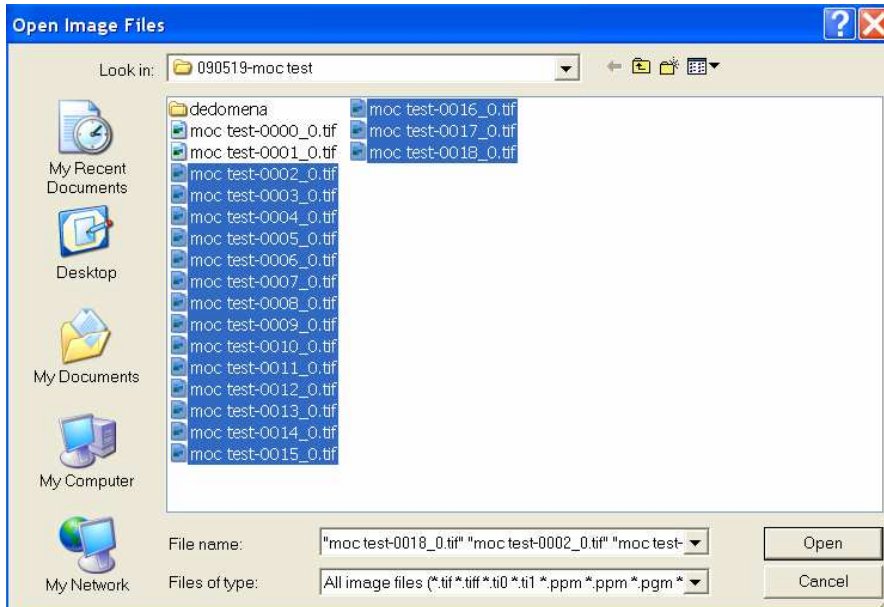 Open Image Files
Look in:
090519-moc test
My Recent
Documents
Desktop
My Documents
My Computer
My Network
dedomena
moc test-0000_0.tif
moc test-0001_0.tif
moc test-0002_0.tif
moc test-0003_0.tif
moc test-0004_0.tif
moc test-0005_0.tif
moc test-0006_0.tif
moc test-0007_0.tif
moc test-0008_0.tif
moc test-0009_0.tif
moc test-0010_0.tif
moc test-0011_0.tif
moc test-0012_0.tif
moc test-0013_0.tif
moc test-0014_0.tif
moc test-0015_0.tif
moc test-0016_0.tif
moc test-0017_0.tif
moc test-0018_0.tif
File name:
"moc test-0018_0.tif" "moc test-0002_0.tif" "moc test-
Open
Files of type:
All image files (*.tif *.tiff *.ti0 *.ti1 *.ppm *.ppm *.pgm *
Cancel